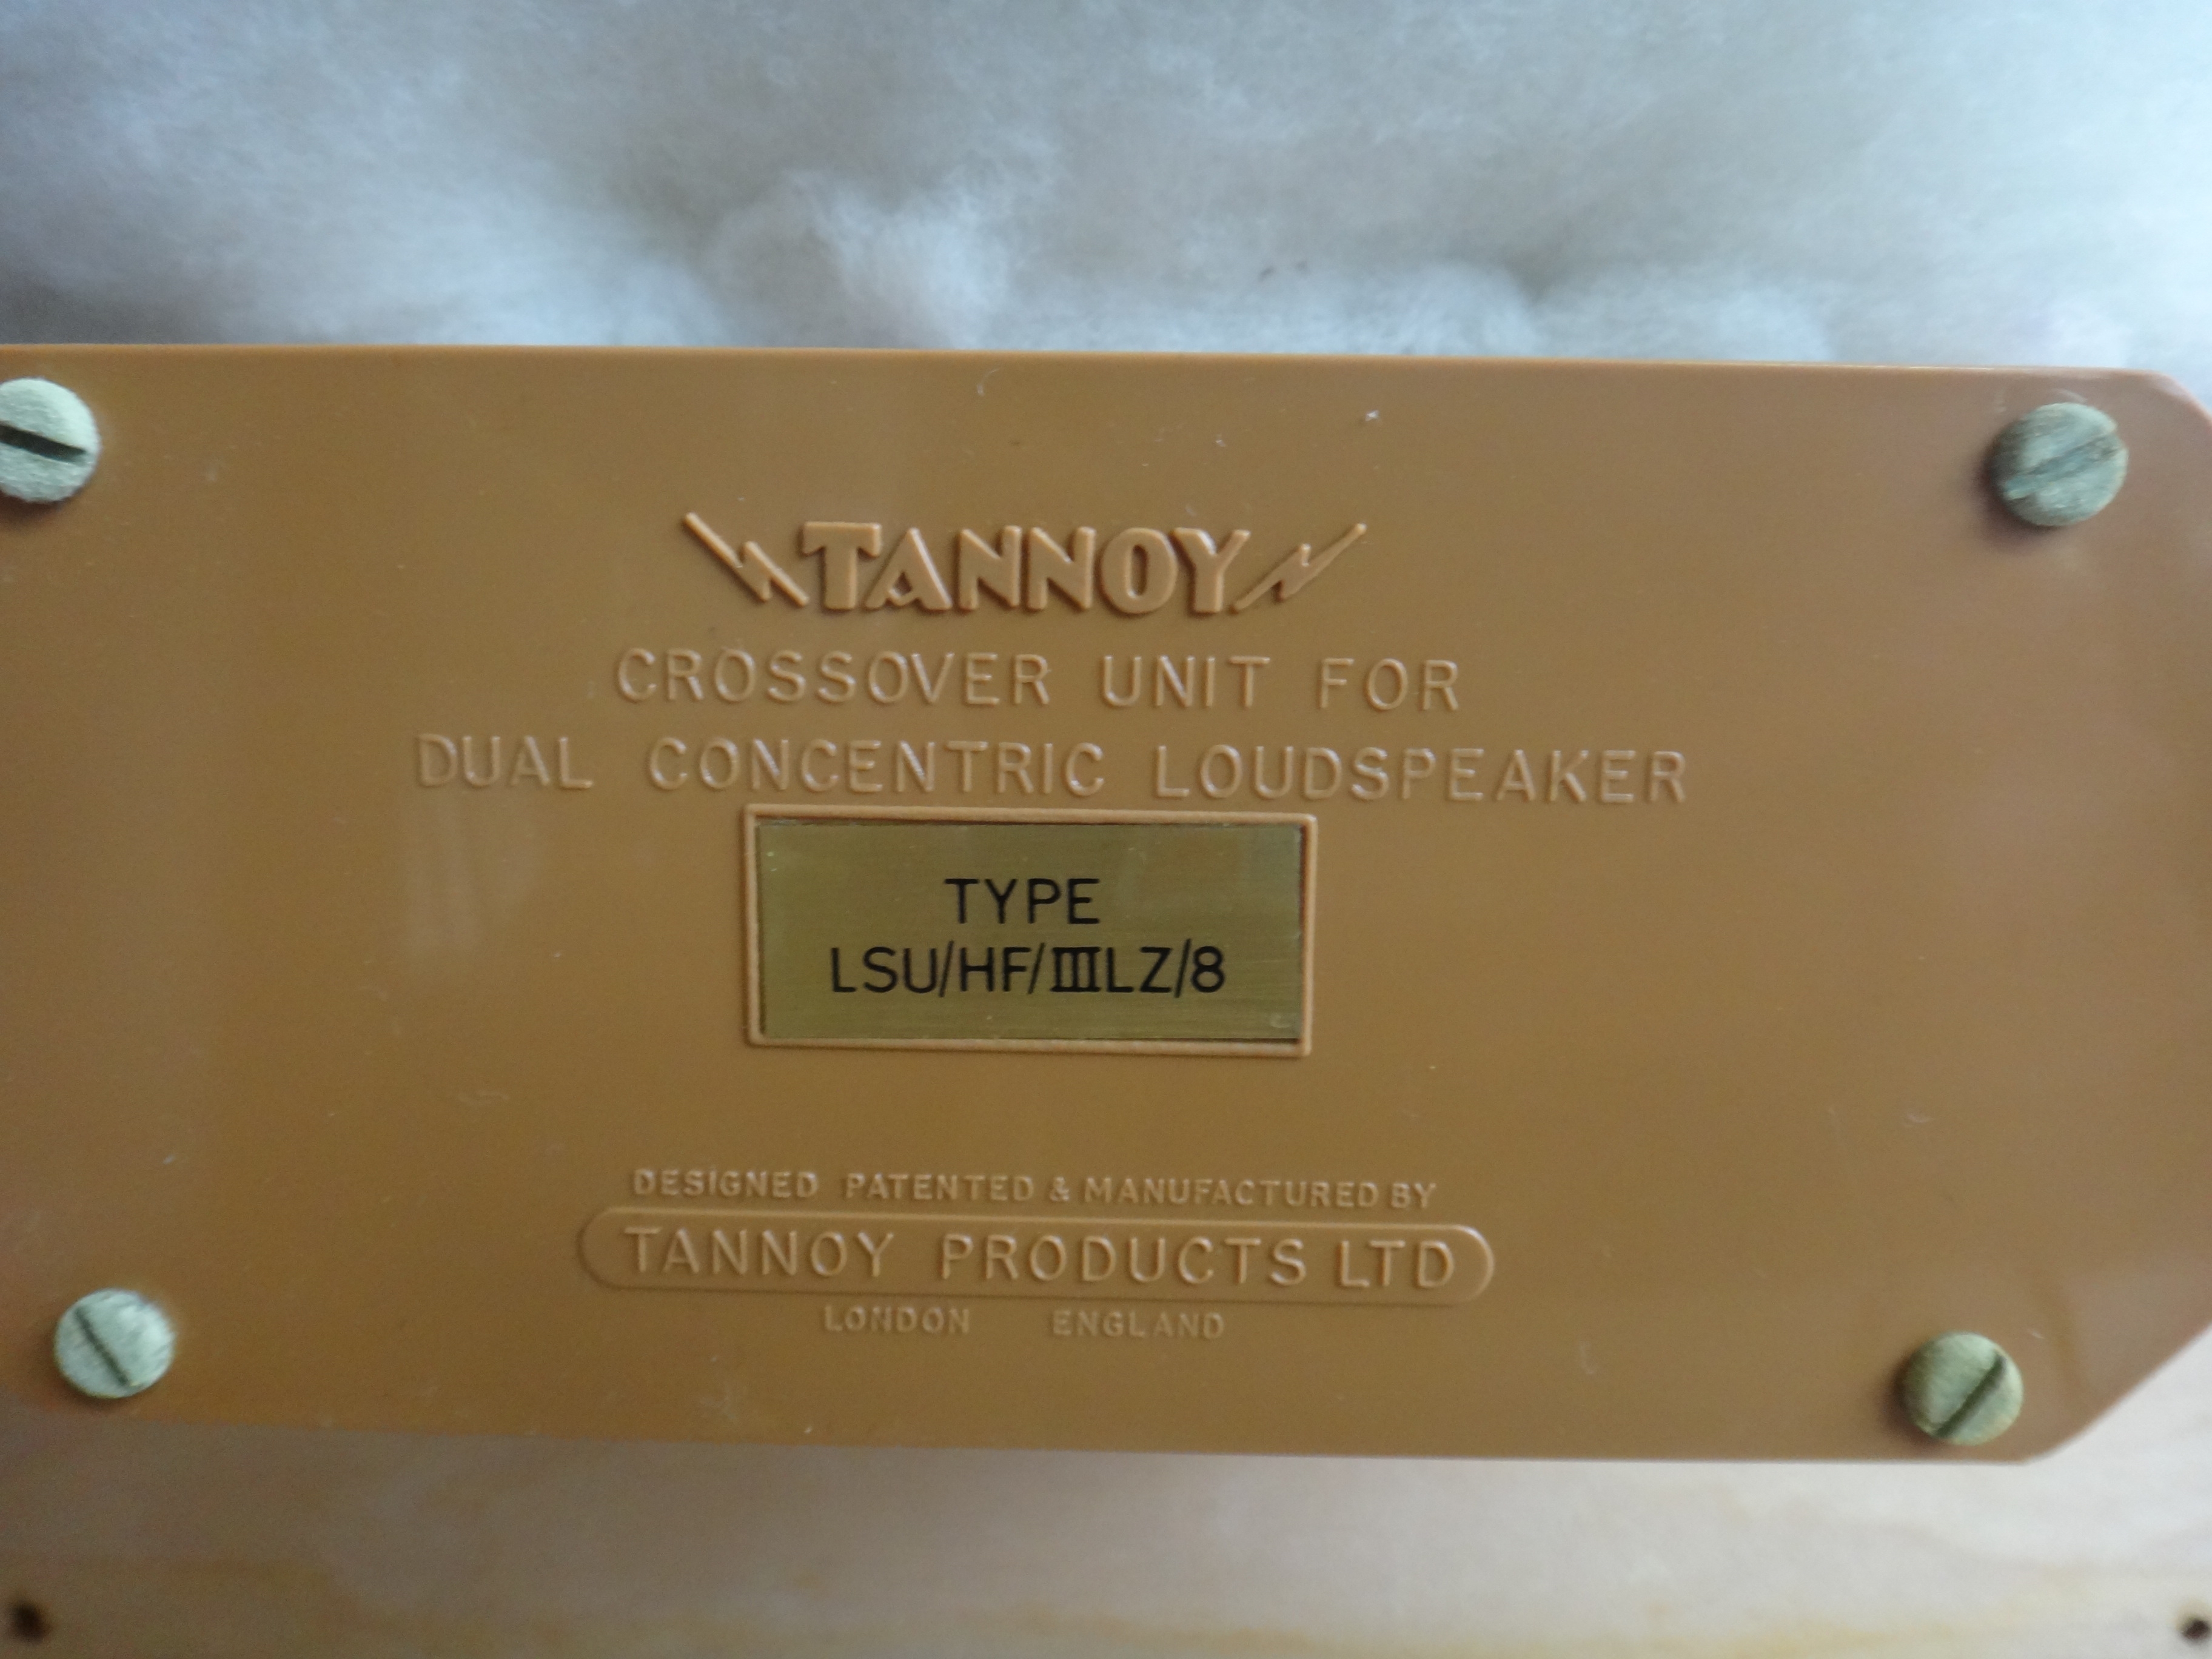 TANNOY
CROSSOVER UNIT FOR
DUAL CONCENTRIC LOUDSPEAKER
TYPE
LSU/HF/IIILZ/8
DESIGNED PATENTED & MANUFACTURED BY
TANNOY PRODUCTS LTD
LONDON ENGLAND